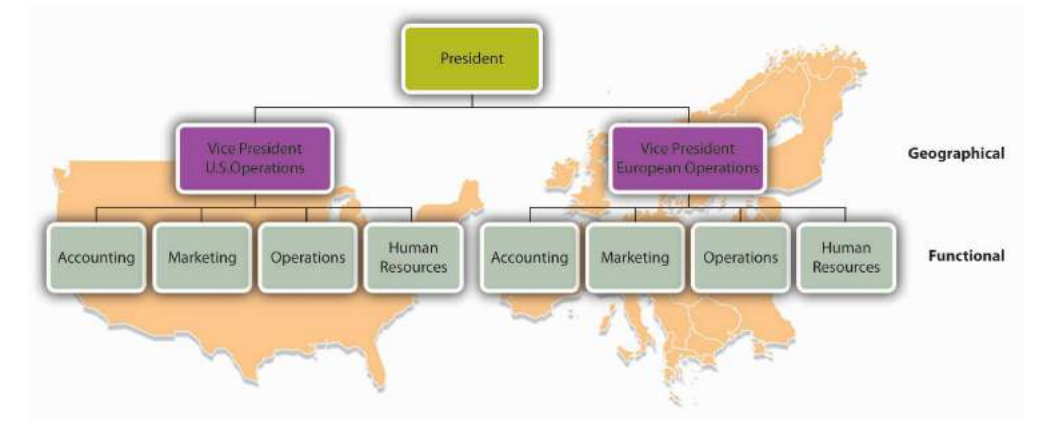 President
Vice President
U.S.Operations
Vice President
European Operations
Geographical
Accounting
Marketing
Operations
Human
Resources
Accounting
Marketing
Operations
Human
Resources
Functional